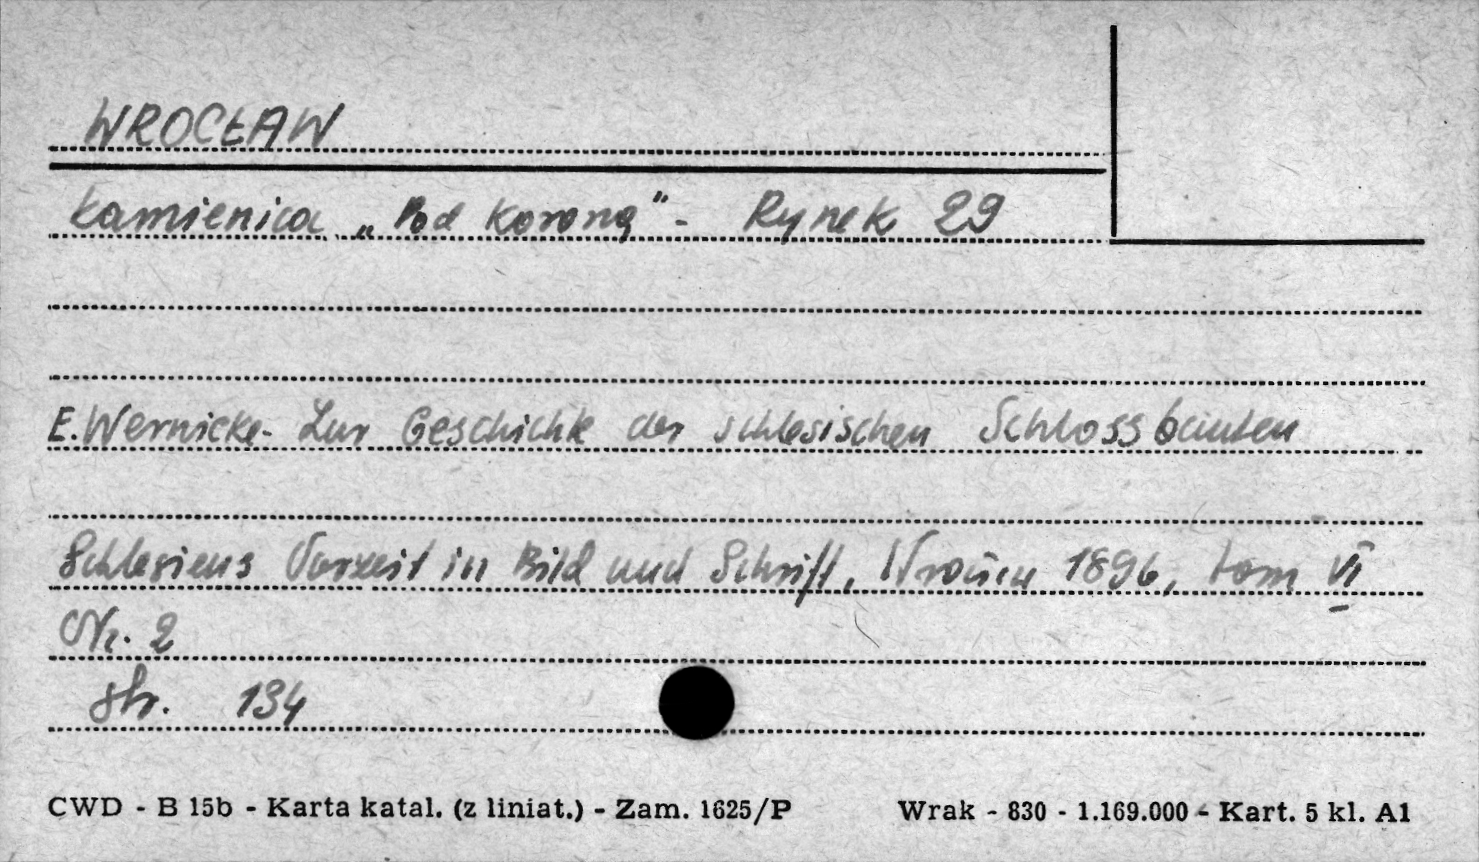 WROCŁAW
Kamienica „Pod Koroną" - Rynek 29
E. Wernicke - Zur Geschichte der schlesischen Schlossbauten
Schlesiens Vorzeit in Bild und Schrift, 1896, tom VI
Nr. 2
str. 134
CWD - B 15b - Karta katal. (z liniat.) - Zam. 1625/P Wrak - 830 - 1.169.000 - Kart. 5 kl. A1